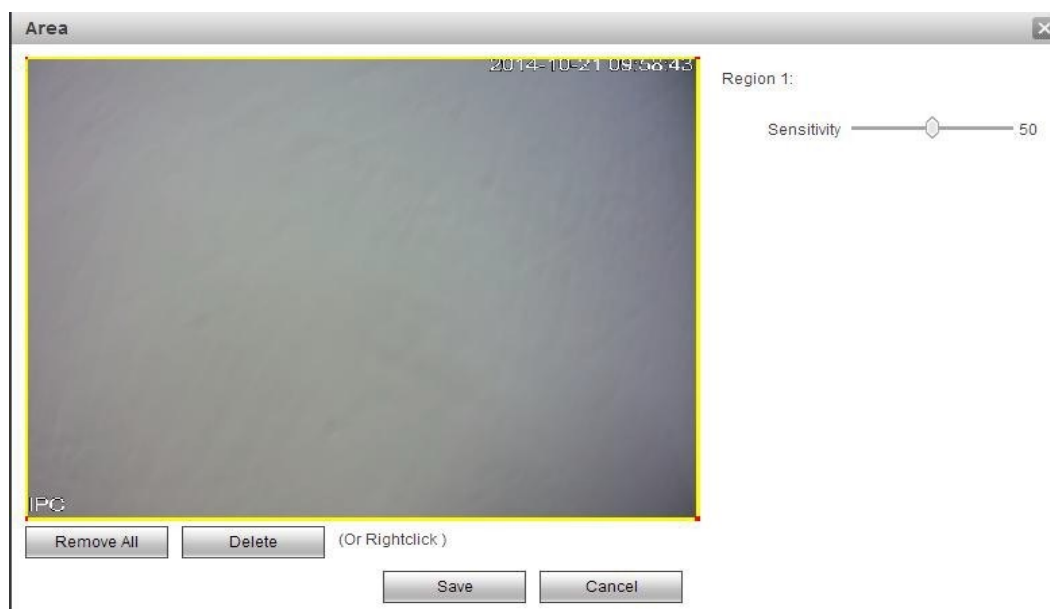 Area
2014-10-21 09:58:43
Region 1:
Sensitivity 50
IPC
Remove All Delete (Or Rightclick )
Save Cancel